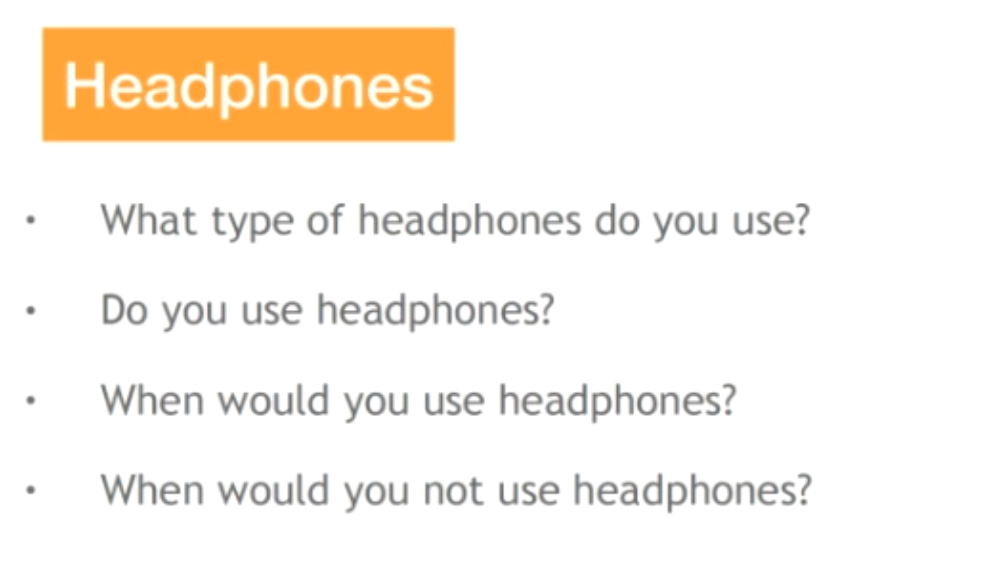 Headphones
• What type of headphones do you use?
• Do you use headphones?
• When would you use headphones?
• When would you not use headphones?